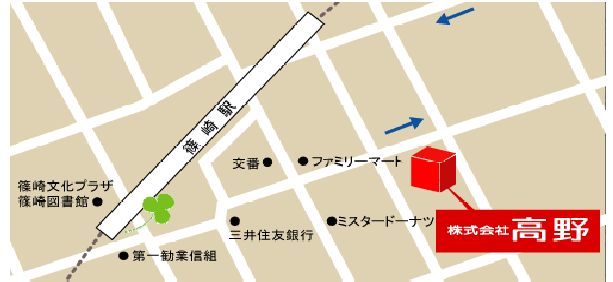 篠崎駅
交番
ファミリーマート
篠崎文化プラザ
篠崎図書館
三井住友銀行
ミスタードーナツ
株式会社高野
第一勧業信組